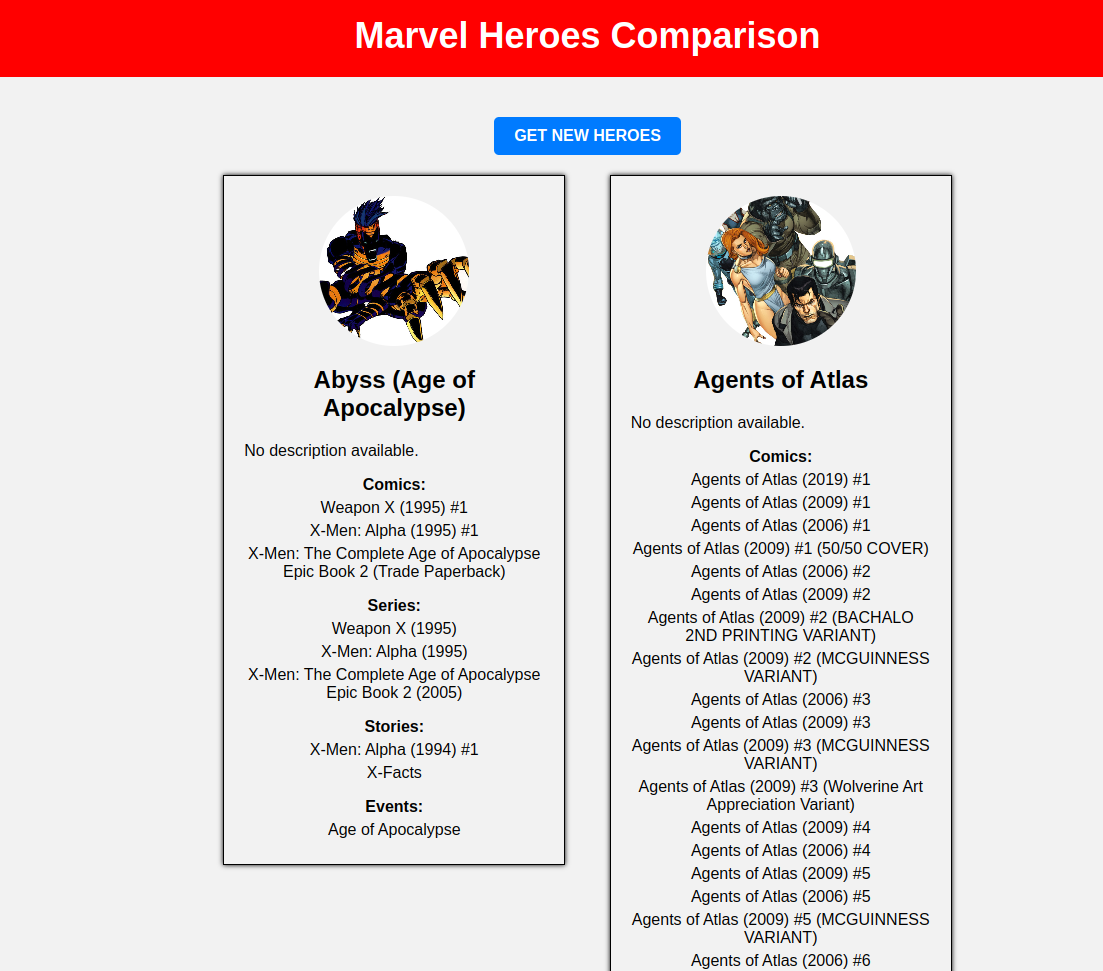 Marvel Heroes Comparison
GET NEW HEROES
Abyss (Age of
Apocalypse)
No description available.
Comics:
Weapon X (1995) #1
X-Men: Alpha (1995) #1
X-Men: The Complete Age of Apocalypse
Epic Book 2 (Trade Paperback)
Series:
Weapon X (1995)
X-Men: Alpha (1995)
X-Men: The Complete Age of Apocalypse
Epic Book 2 (2005)
Stories:
X-Men: Alpha (1994) #1
X-Facts
Events:
Age of Apocalypse
Agents of Atlas
No description available.
Comics:
Agents of Atlas (2019) #1
Agents of Atlas (2009) #1
Agents of Atlas (2006) #1
Agents of Atlas (2009) #1 (50/50 COVER)
Agents of Atlas (2006) #2
Agents of Atlas (2009) #2
Agents of Atlas (2009) #2 (BACHALO
2ND PRINTING VARIANT)
Agents of Atlas (2009) #2 (MCGUINNESS
VARIANT)
Agents of Atlas (2006) #3
Agents of Atlas (2009) #3
Agents of Atlas (2009) #3 (MCGUINNESS
VARIANT)
Agents of Atlas (2009) #3 (Wolverine Art
Appreciation Variant)
Agents of Atlas (2009) #4
Agents of Atlas (2006) #4
Agents of Atlas (2009) #5
Agents of Atlas (2006) #5
Agents of Atlas (2009) #5 (MCGUINNESS
VARIANT)
Agents of Atlas (2006) #6